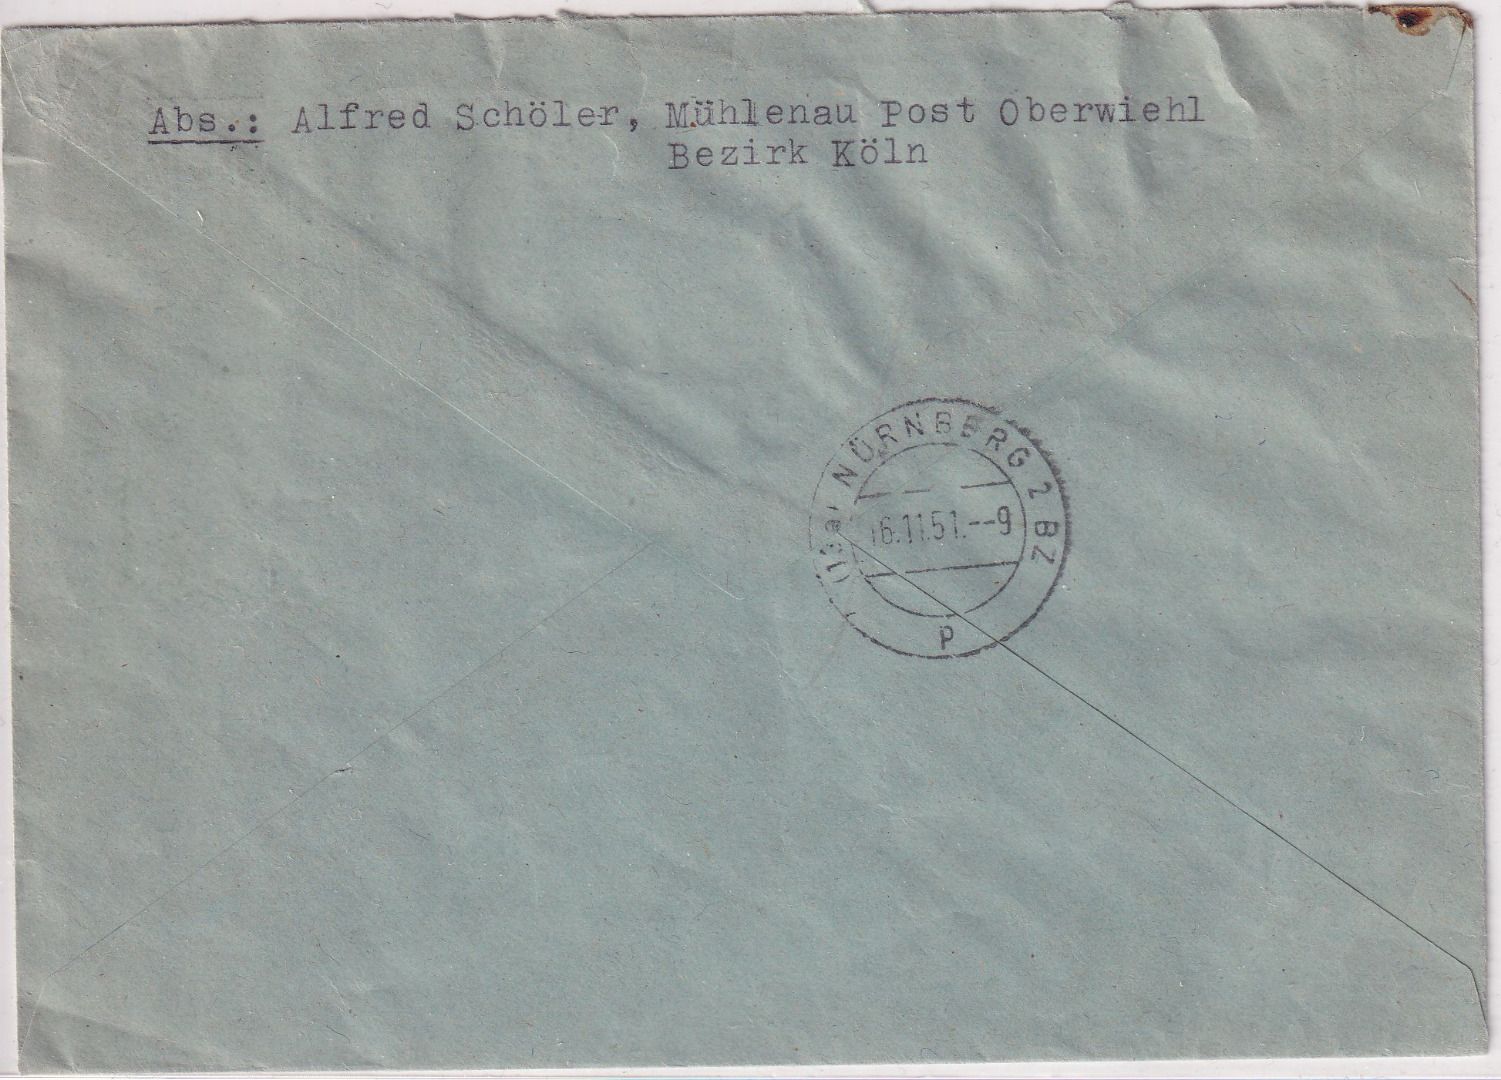 Abs.: Alfred Schöler, Mühlenau Post Oberwiehl
Bezirk Köln
NÜRNBERG 2 BZ
16.11.51.--9
p